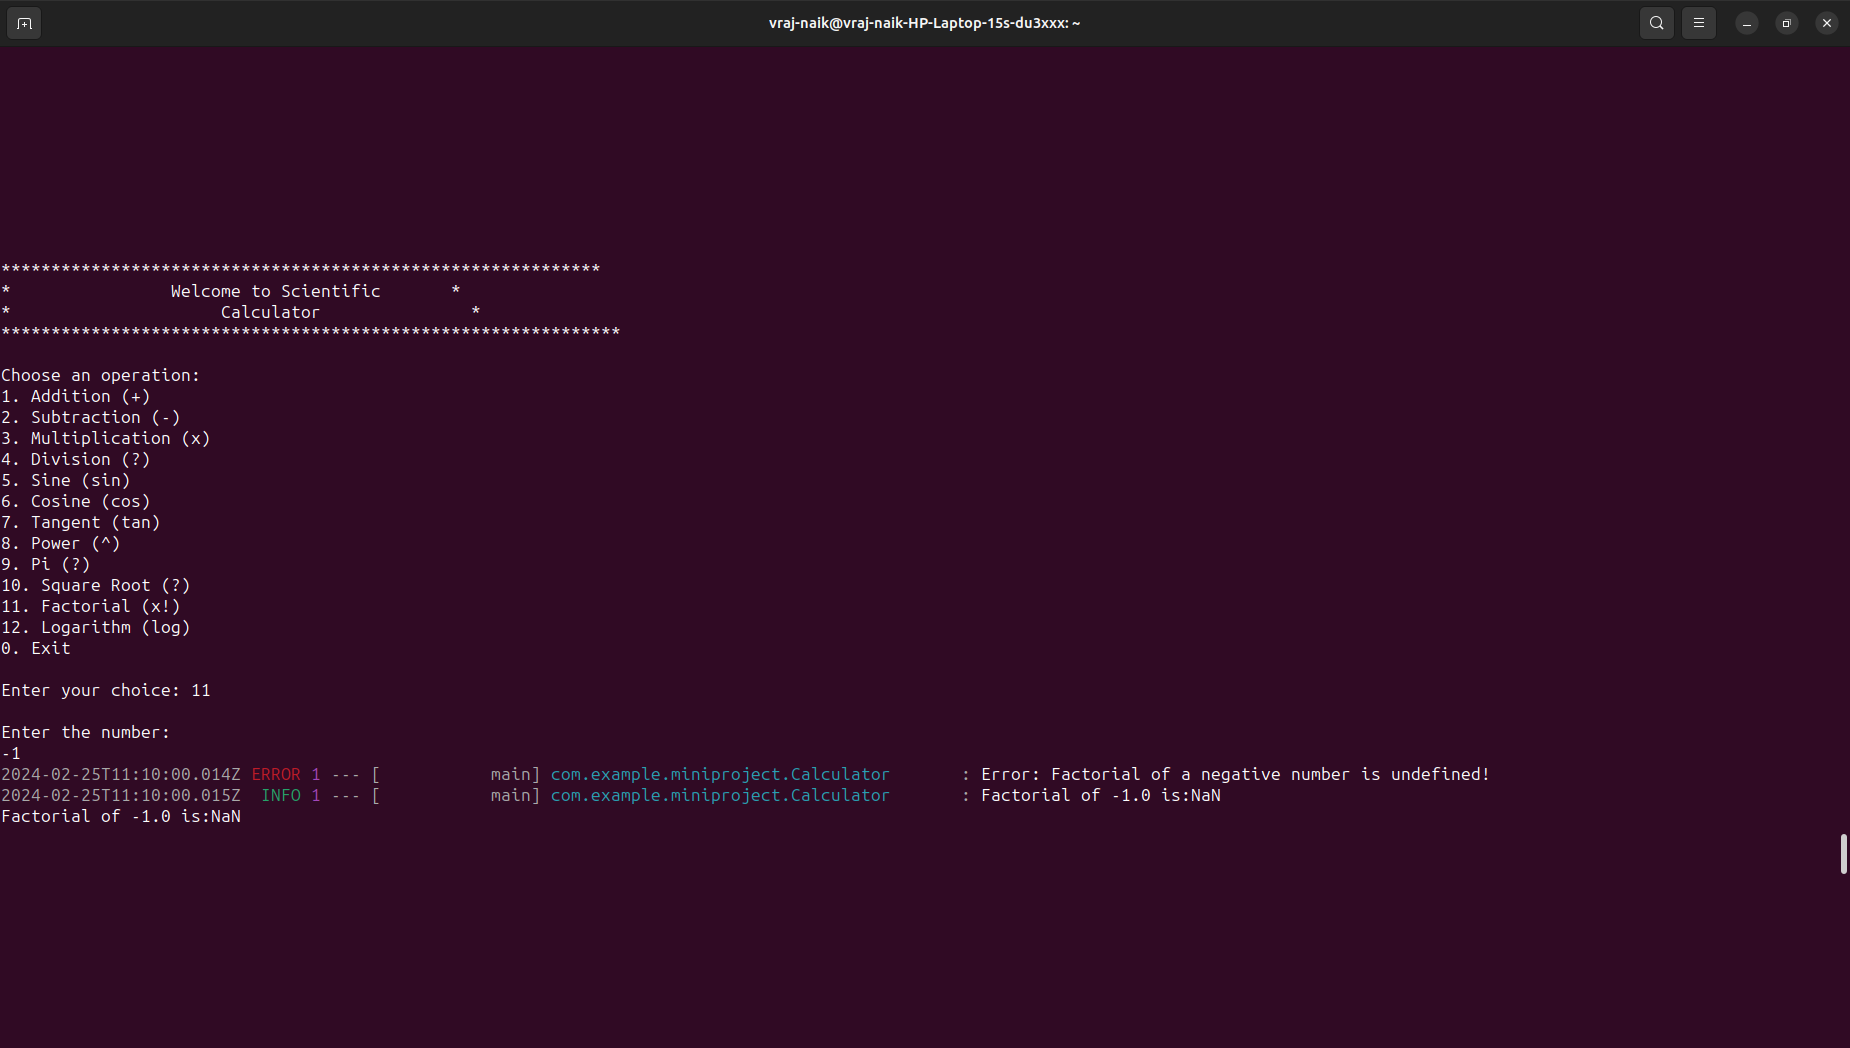 vraj-naik@vraj-naik-HP-Laptop-15s-du3xxx: ~
************************************************************
*                Welcome to Scientific       *
*                     Calculator               *
**************************************************************
Choose an operation:
1. Addition (+)
2. Subtraction (-)
3. Multiplication (x)
4. Division (?)
5. Sine (sin)
6. Cosine (cos)
7. Tangent (tan)
8. Power (^)
9. Pi (?)
10. Square Root (?)
11. Factorial (x!)
12. Logarithm (log)
0. Exit
Enter your choice: 11
Enter the number:
-1
2024-02-25T11:10:00.014Z ERROR 1 --- [           main] com.example.miniproject.Calculator       : Error: Factorial of a negative number is undefined!
2024-02-25T11:10:00.015Z  INFO 1 --- [           main] com.example.miniproject.Calculator       : Factorial of -1.0 is:NaN
Factorial of -1.0 is:NaN